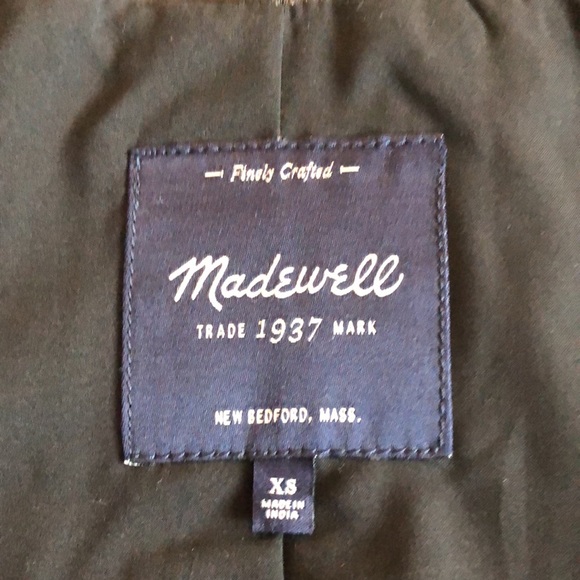 Finely Crafted
Madewell
TRADE 1937 MARK
NEW BEDFORD, MASS.
XS
MADE IN
INDIA